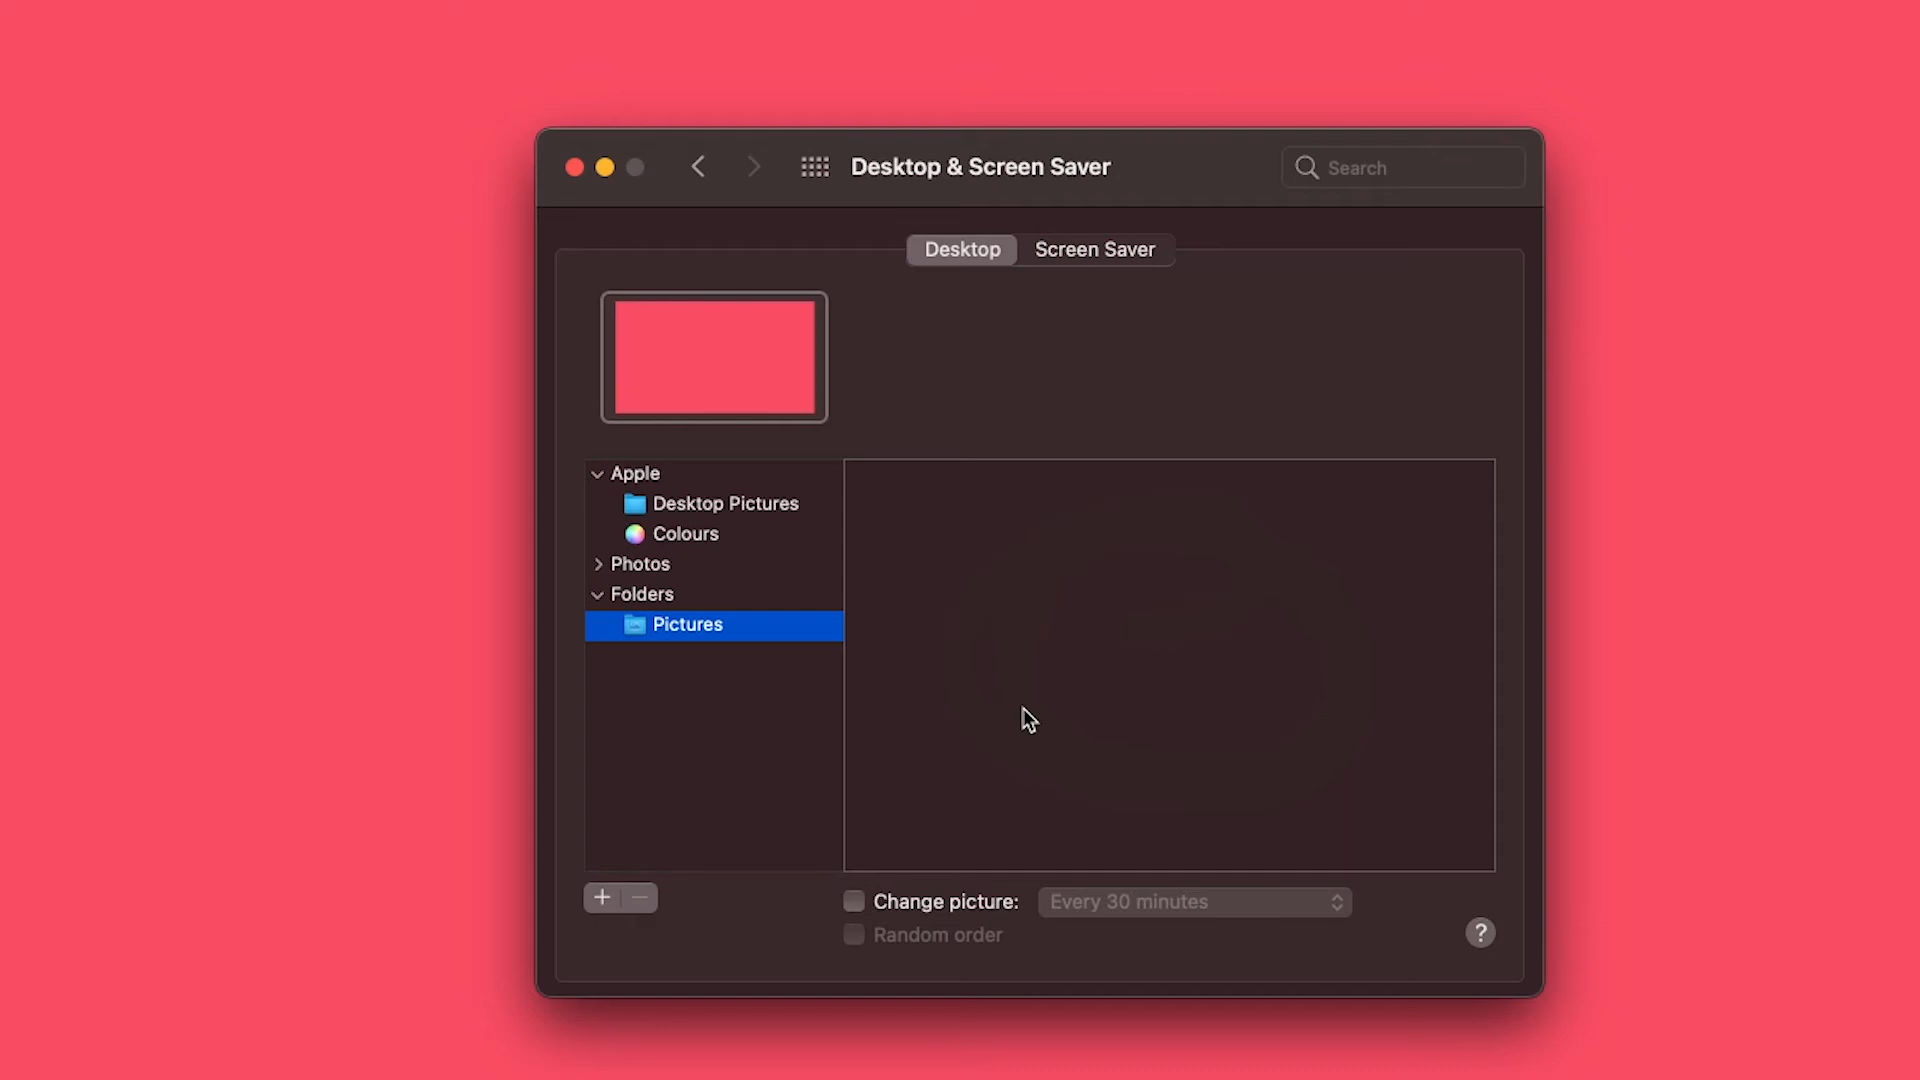 Desktop & Screen Saver
Search
Desktop
Screen Saver
Apple
Desktop Pictures
Colours
Photos
Folders
Pictures
+ −
Change picture: Every 30 minutes
Random order
?